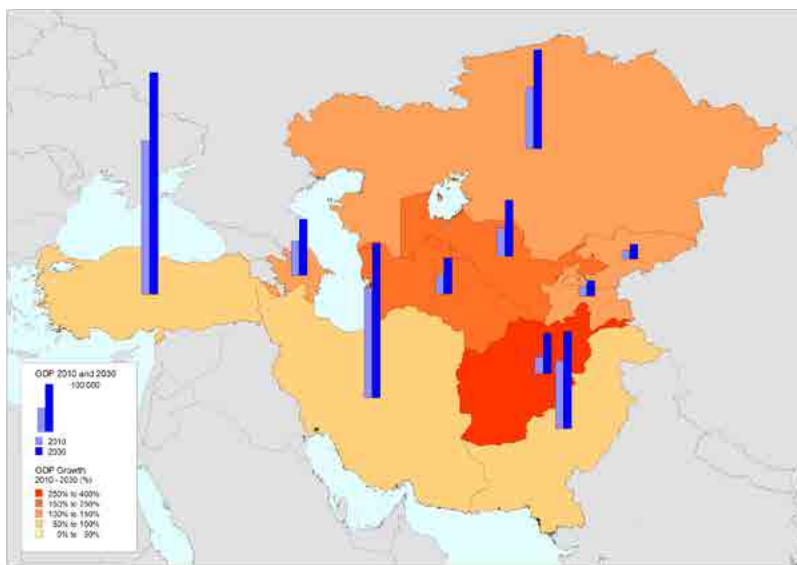 GDP 2010 and 2030
100 000
2010
2030
GDP Growth
2010 - 2030 (%)
250% to 400%
150% to 250%
100% to 150%
50% to 100%
0% to 50%